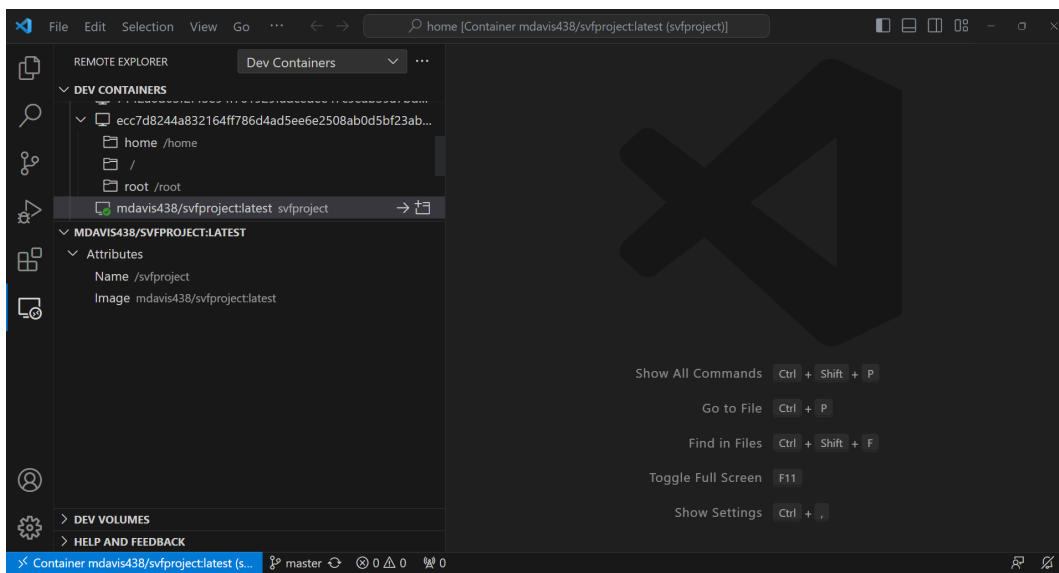 File Edit Selection View Go ··· home [Container mdavis438/svfproject:latest (svfproject)]
REMOTE EXPLORER Dev Containers ···
DEV CONTAINERS
ecc7d8244a832164ff786d4ad5ee6e2508ab0d5bf23ab...
home /home
/
root /root
mdavis438/svfproject:latest svfproject
MDAVIS438/SVFPROJECT:LATEST
Attributes
Name /svfproject
Image mdavis438/svfproject:latest
Show All Commands Ctrl + Shift + P
Go to File Ctrl + P
Find in Files Ctrl + Shift + F
Toggle Full Screen F11
Show Settings Ctrl + ,
DEV VOLUMES
HELP AND FEEDBACK
Container mdavis438/svfproject:latest (s... master 0 0 0